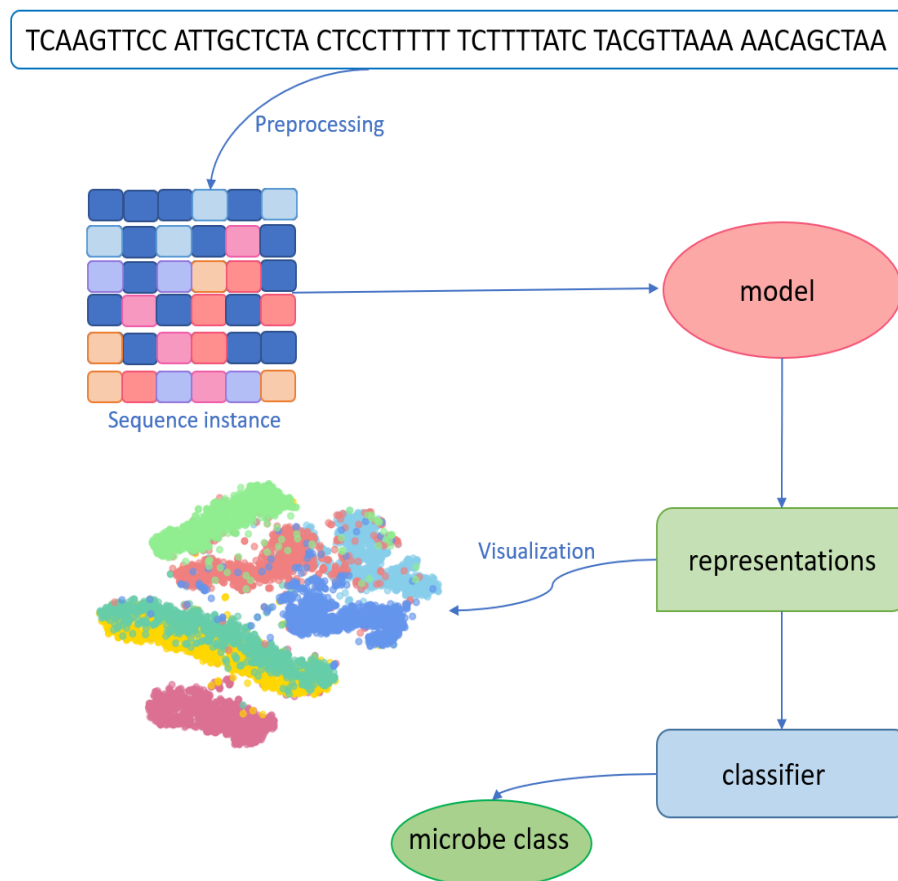 TCAAGTTCC ATTGCTCTA CTCCTTTTT TCTTTTATC TACGTTAAA AACAGCTAA
Preprocessing
model
Sequence instance
Visualization
representations
classifier
microbe class